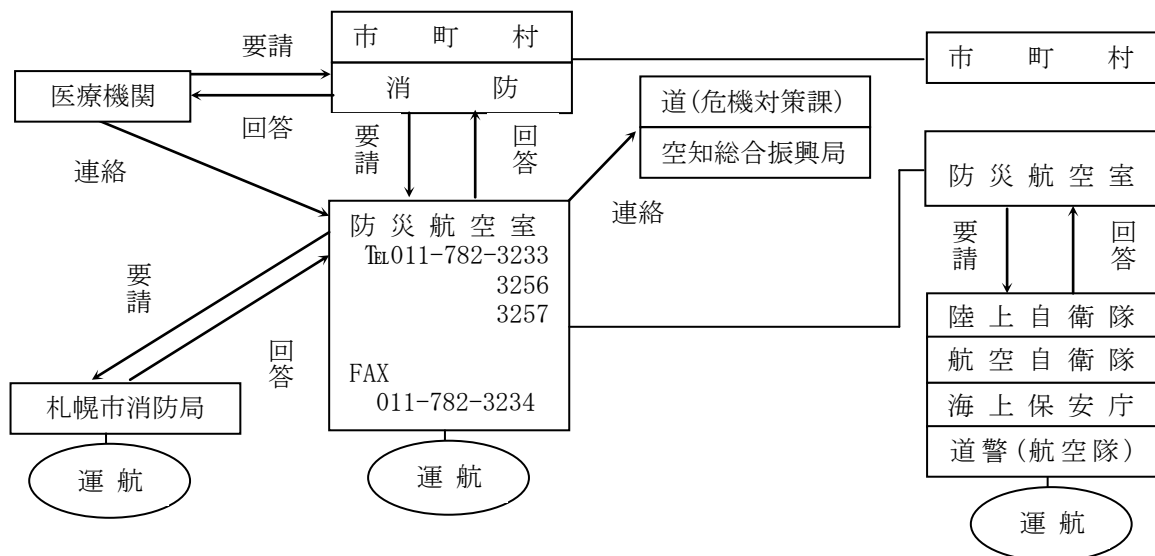 市 町 村
要請
市 町 村
医療機関
消 防
道(危機対策課)
回答
要請
回答
空知総合振興局
連絡
防災航空室
連絡
防災航空室
℡011-782-3233
3256
3257
要請
回答
要請
回答
陸上自衛隊
航空自衛隊
FAX
011-782-3234
札幌市消防局
海上保安庁
道警(航空隊)
運 航
運 航
運 航